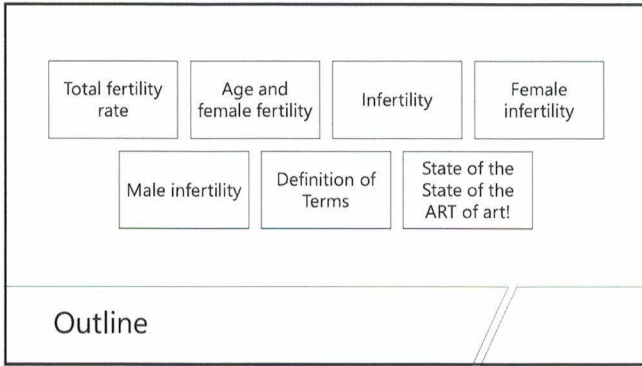 Total fertility
rate
Age and
female fertility
Infertility
Female
infertility
Male infertility
Definition of
Terms
State of the
State of the
ART of art!
Outline